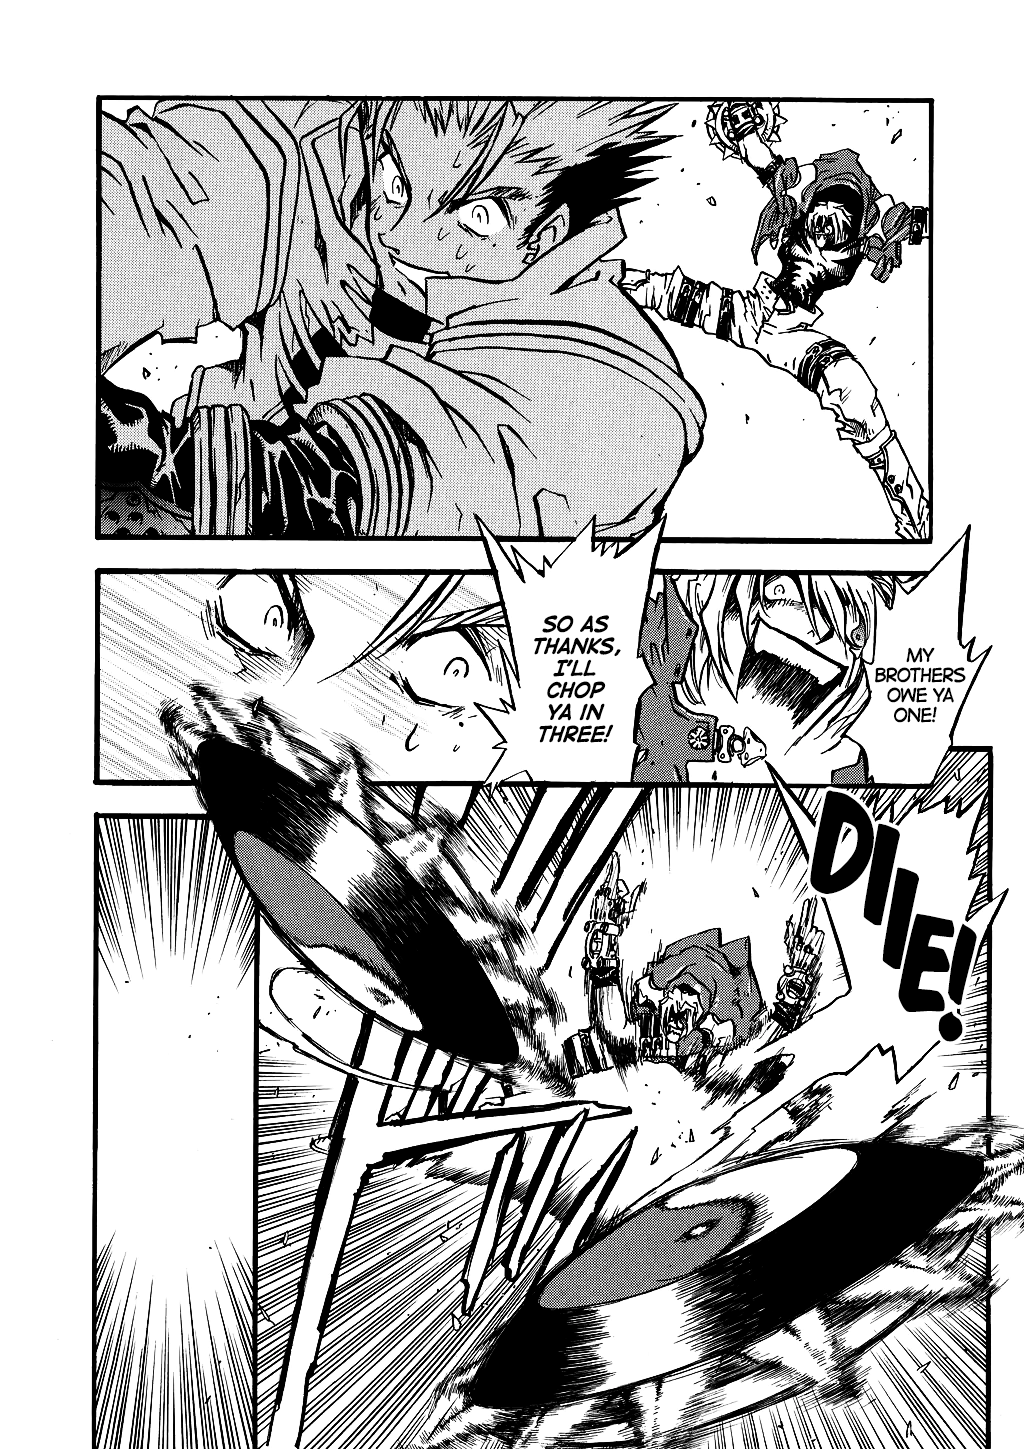 MY
BROTHERS
OWE YA
ONE!
SO AS
THANKS,
I'LL
CHOP
YA IN
THREE!
DIIE!